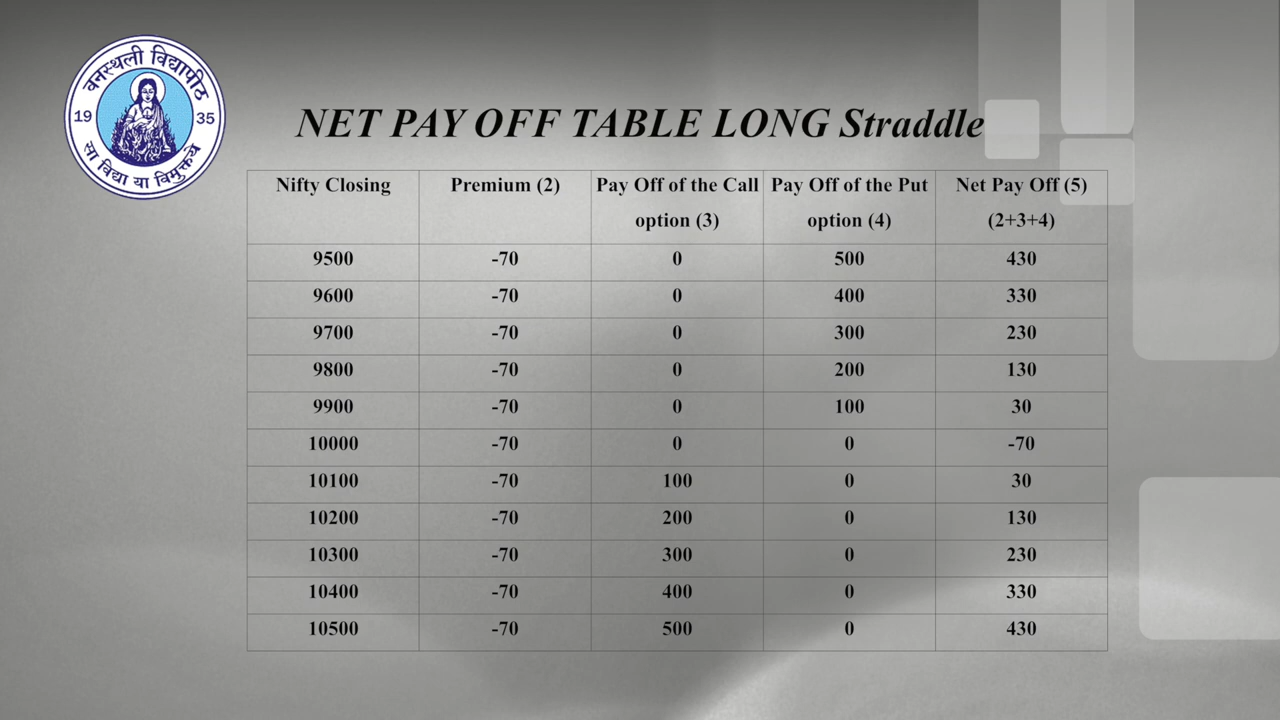 वनस्थली विद्यापीठ
19 35
सा विद्या या विमुक्तये
NET PAY OFF TABLE LONG Straddle
Nifty Closing Premium (2) Pay Off of the Call option (3) Pay Off of the Put option (4) Net Pay Off (5) (2+3+4)
9500 -70 0 500 430
9600 -70 0 400 330
9700 -70 0 300 230
9800 -70 0 200 130
9900 -70 0 100 30
10000 -70 0 0 -70
10100 -70 100 0 30
10200 -70 200 0 130
10300 -70 300 0 230
10400 -70 400 0 330
10500 -70 500 0 430